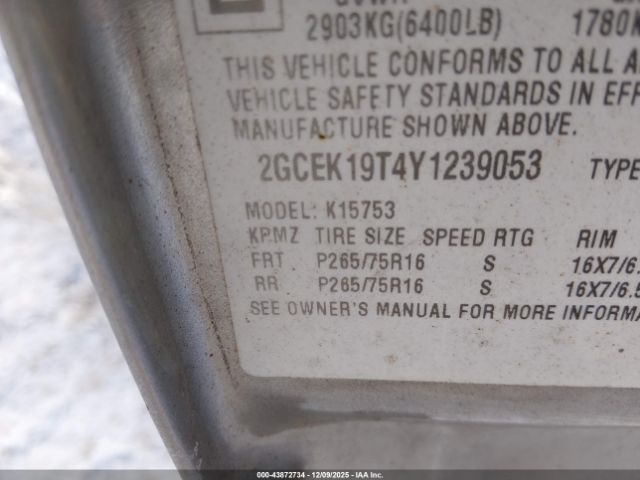 2903KG(6400LB) 1780K
THIS VEHICLE CONFORMS TO ALL A
VEHICLE SAFETY STANDARDS IN EFF
MANUFACTURE SHOWN ABOVE.
2GCEK19T4Y1239053 TYPE
MODEL: K15753
KP.MZ TIRE SIZE SPEED RTG RIM
FRT P265/75R16 S 16X7/6.
RR P265/75R16 S 16X7/6.5
SEE OWNER'S MANUAL FOR MORE INFORMA
000-43872734 | 12/09/2025 | IAA Inc.